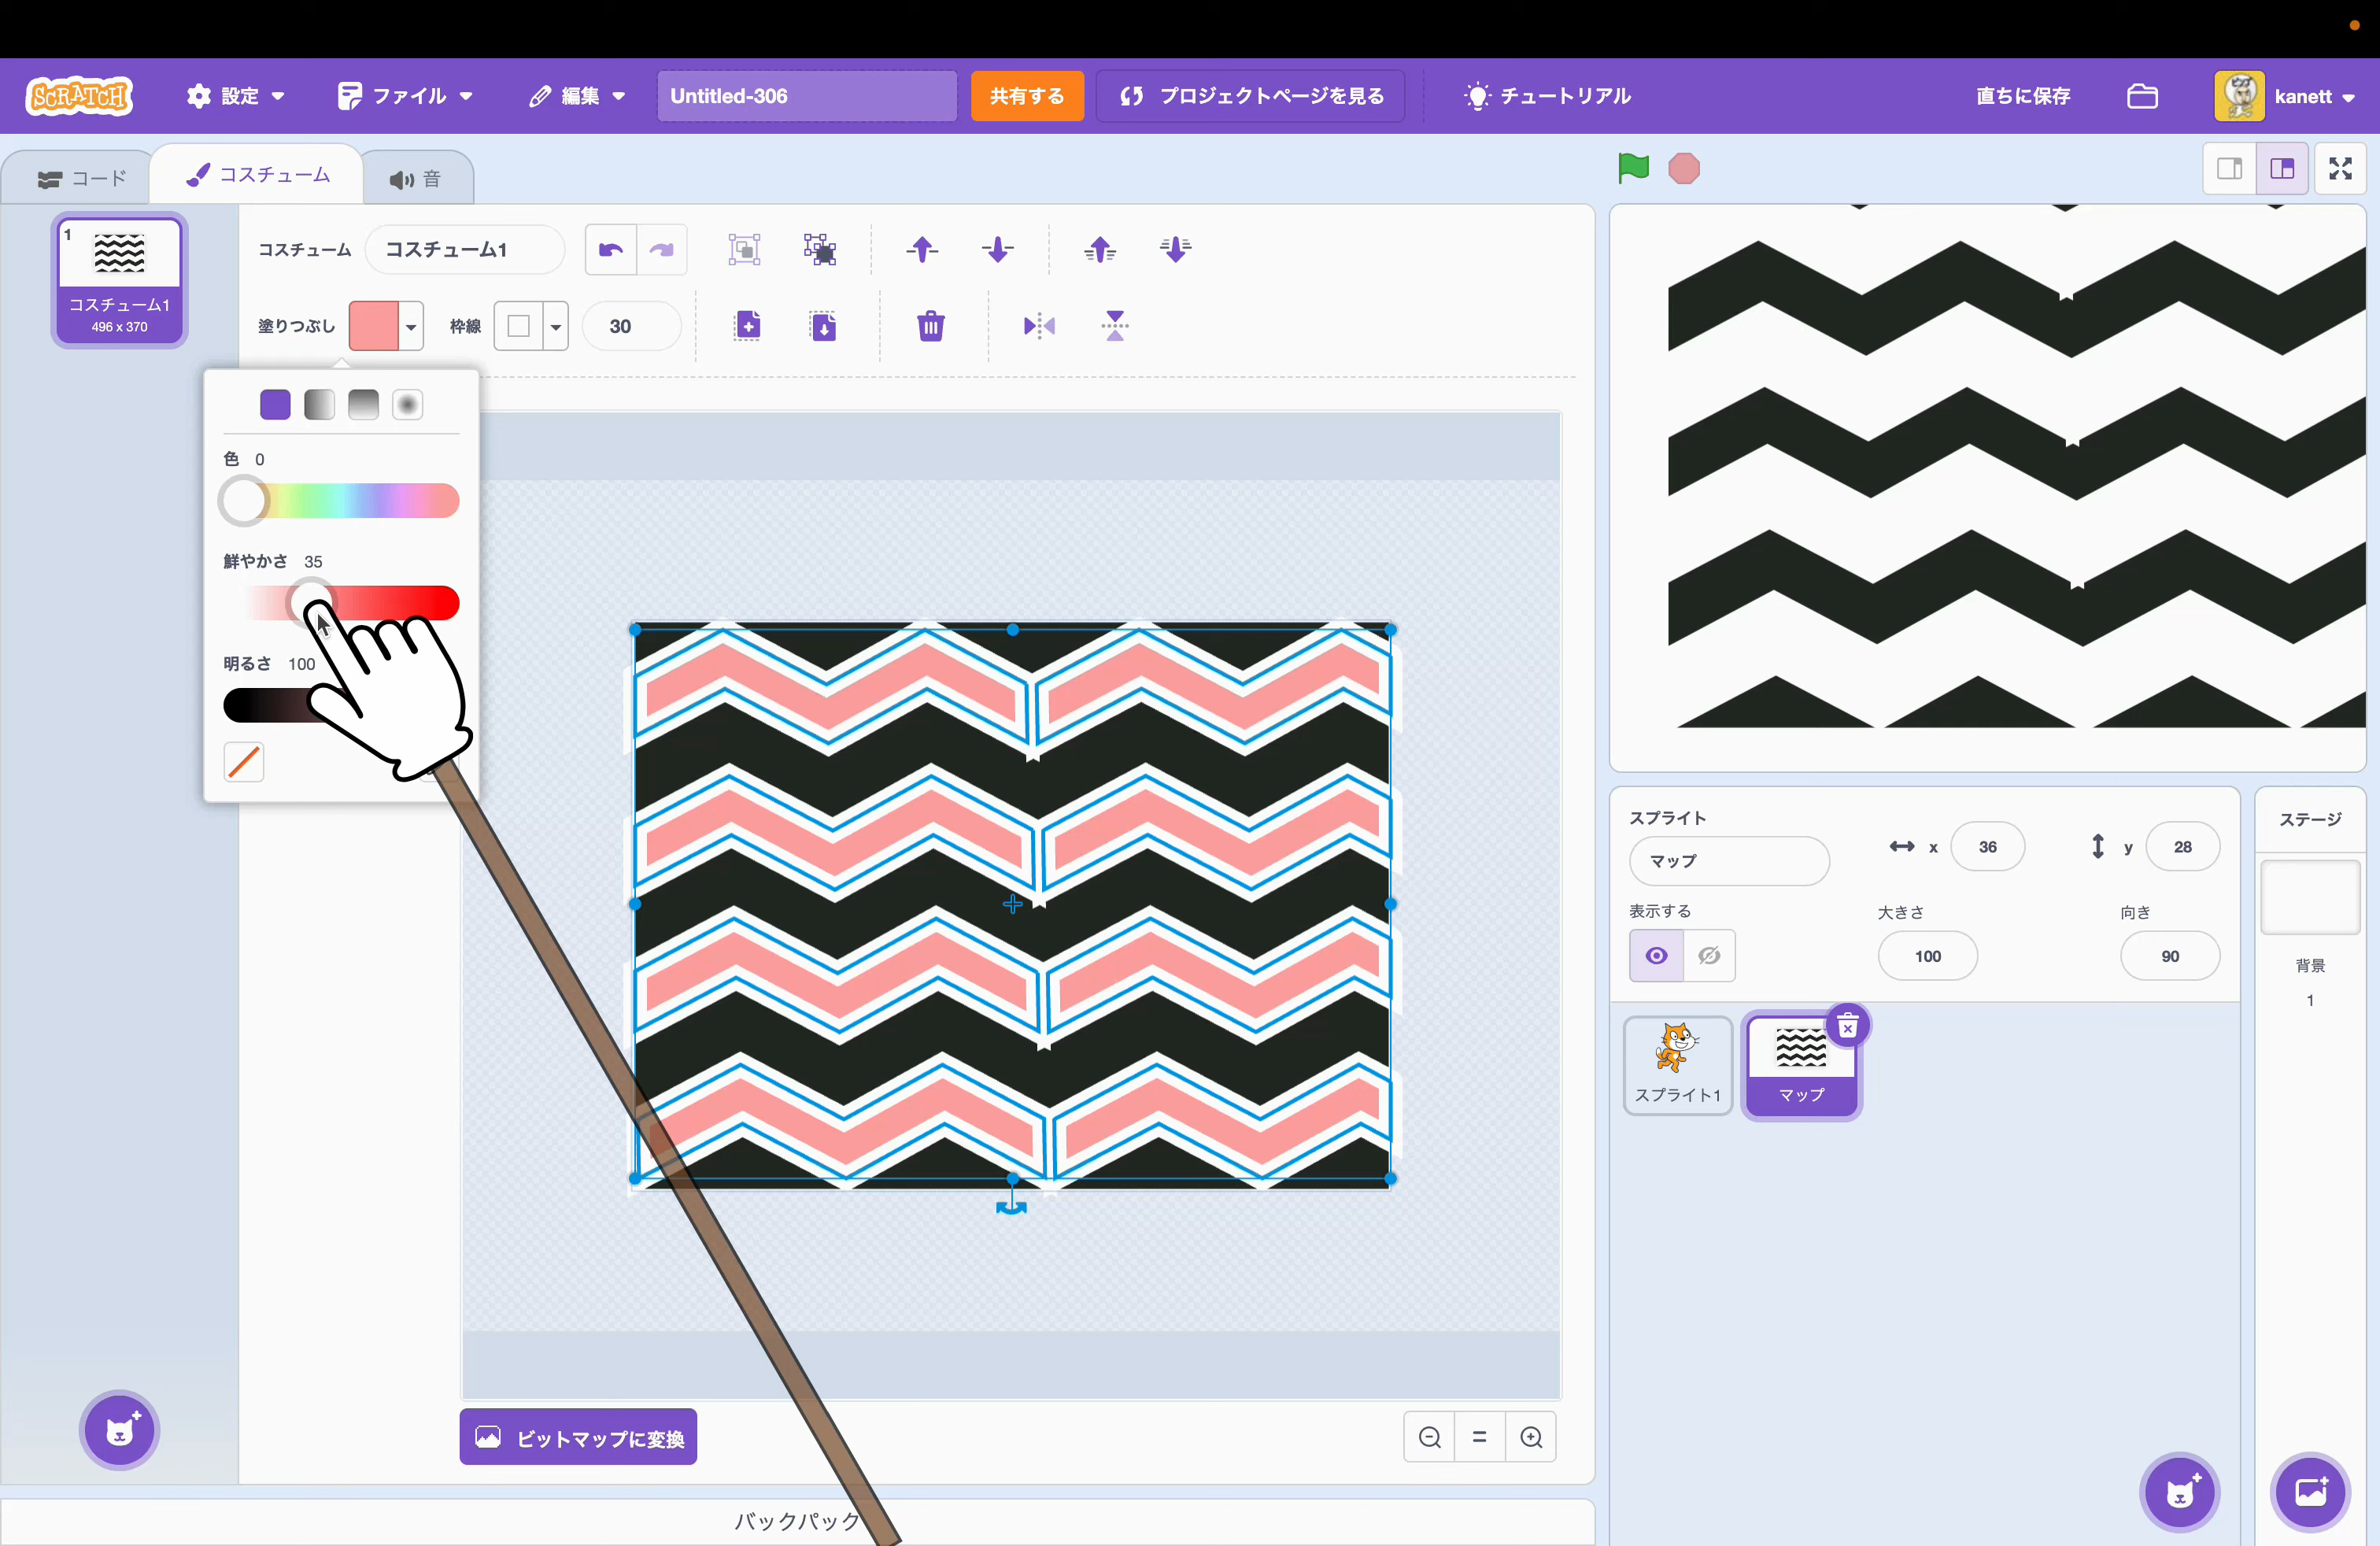 SCRATCH
設定
ファイル
編集
Untitled-306
共有する
プロジェクトページを見る
チュートリアル
直ちに保存
kanett
コード
コスチューム
音
1
コスチューム1
496 x 370
コスチューム
コスチューム1
塗りつぶし
枠線
30
色 0
鮮やかさ 35
明るさ 100
ビットマップに変換
バックパック
スプライト
マップ
x 36
y 28
表示する
大きさ
100
向き
90
スプライト1
マップ
ステージ
背景
1